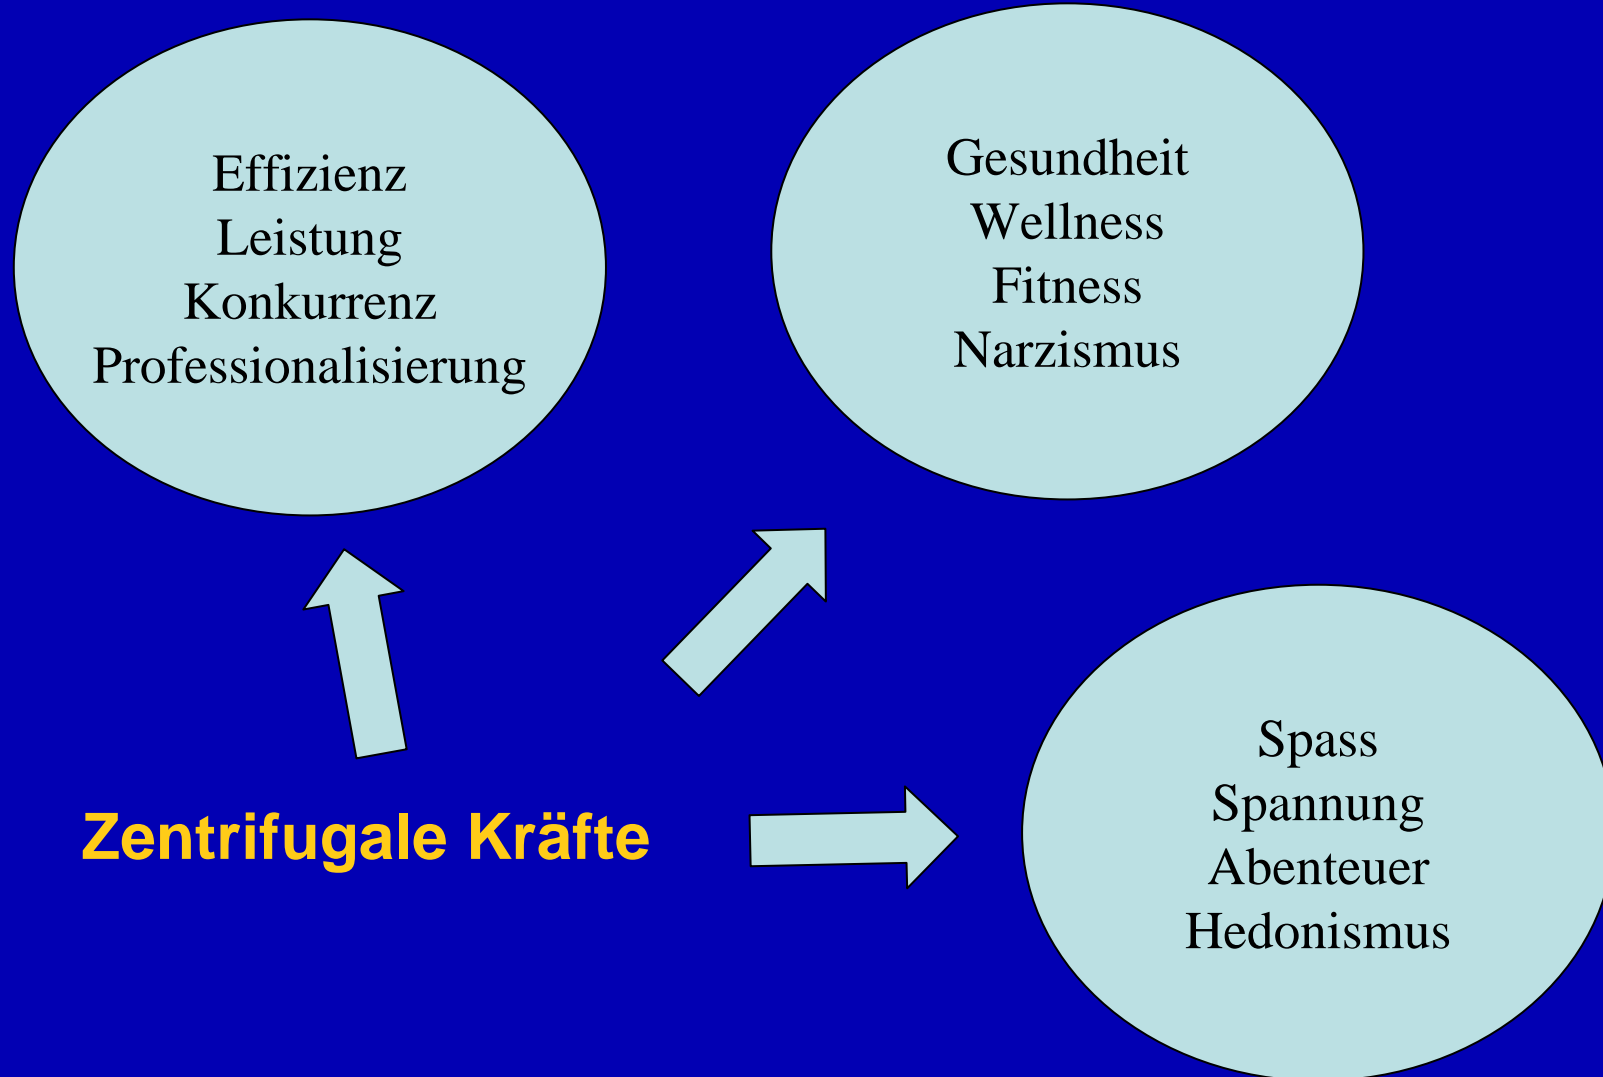 Effizienz
Leistung
Konkurrenz
Professionalisierung
Gesundheit
Wellness
Fitness
Narzismus
Spass
Spannung
Abenteuer
Hedonismus
Zentrifugale Kräfte